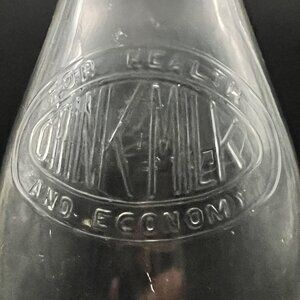 FOR HEALTH
DRINK MILK
AND ECONOMY